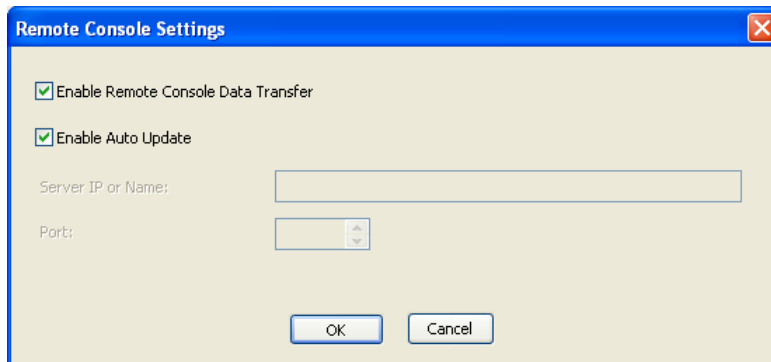 Remote Console Settings
Enable Remote Console Data Transfer
Enable Auto Update
Server IP or Name:
Port:
OK
Cancel